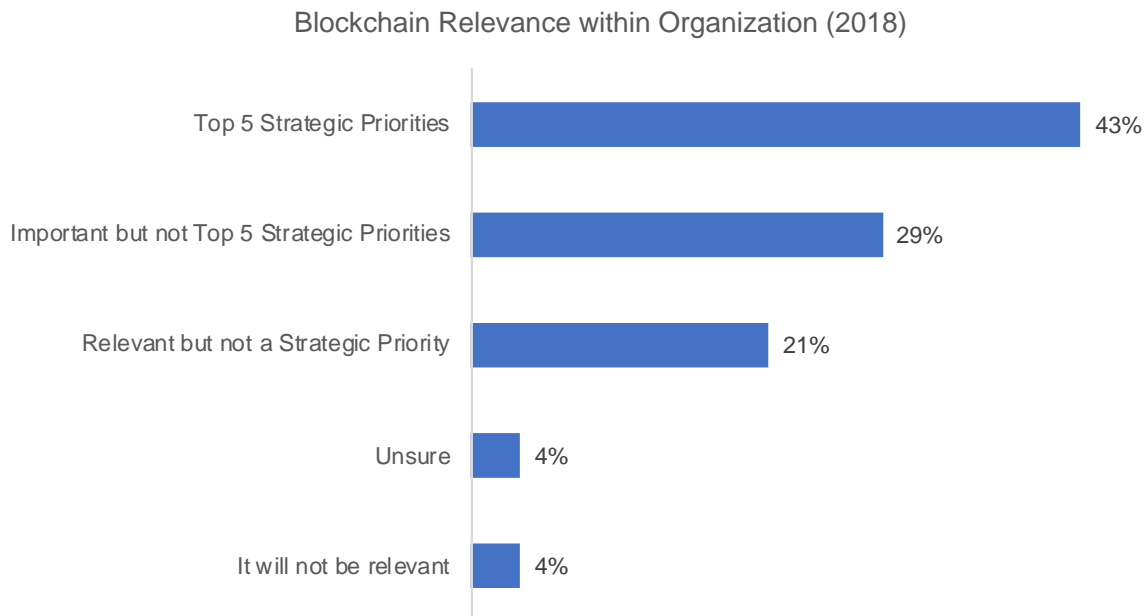 Blockchain Relevance within Organization (2018)
Top 5 Strategic Priorities
43%
Important but not Top 5 Strategic Priorities
29%
Relevant but not a Strategic Priority
21%
Unsure
4%
It will not be relevant
4%